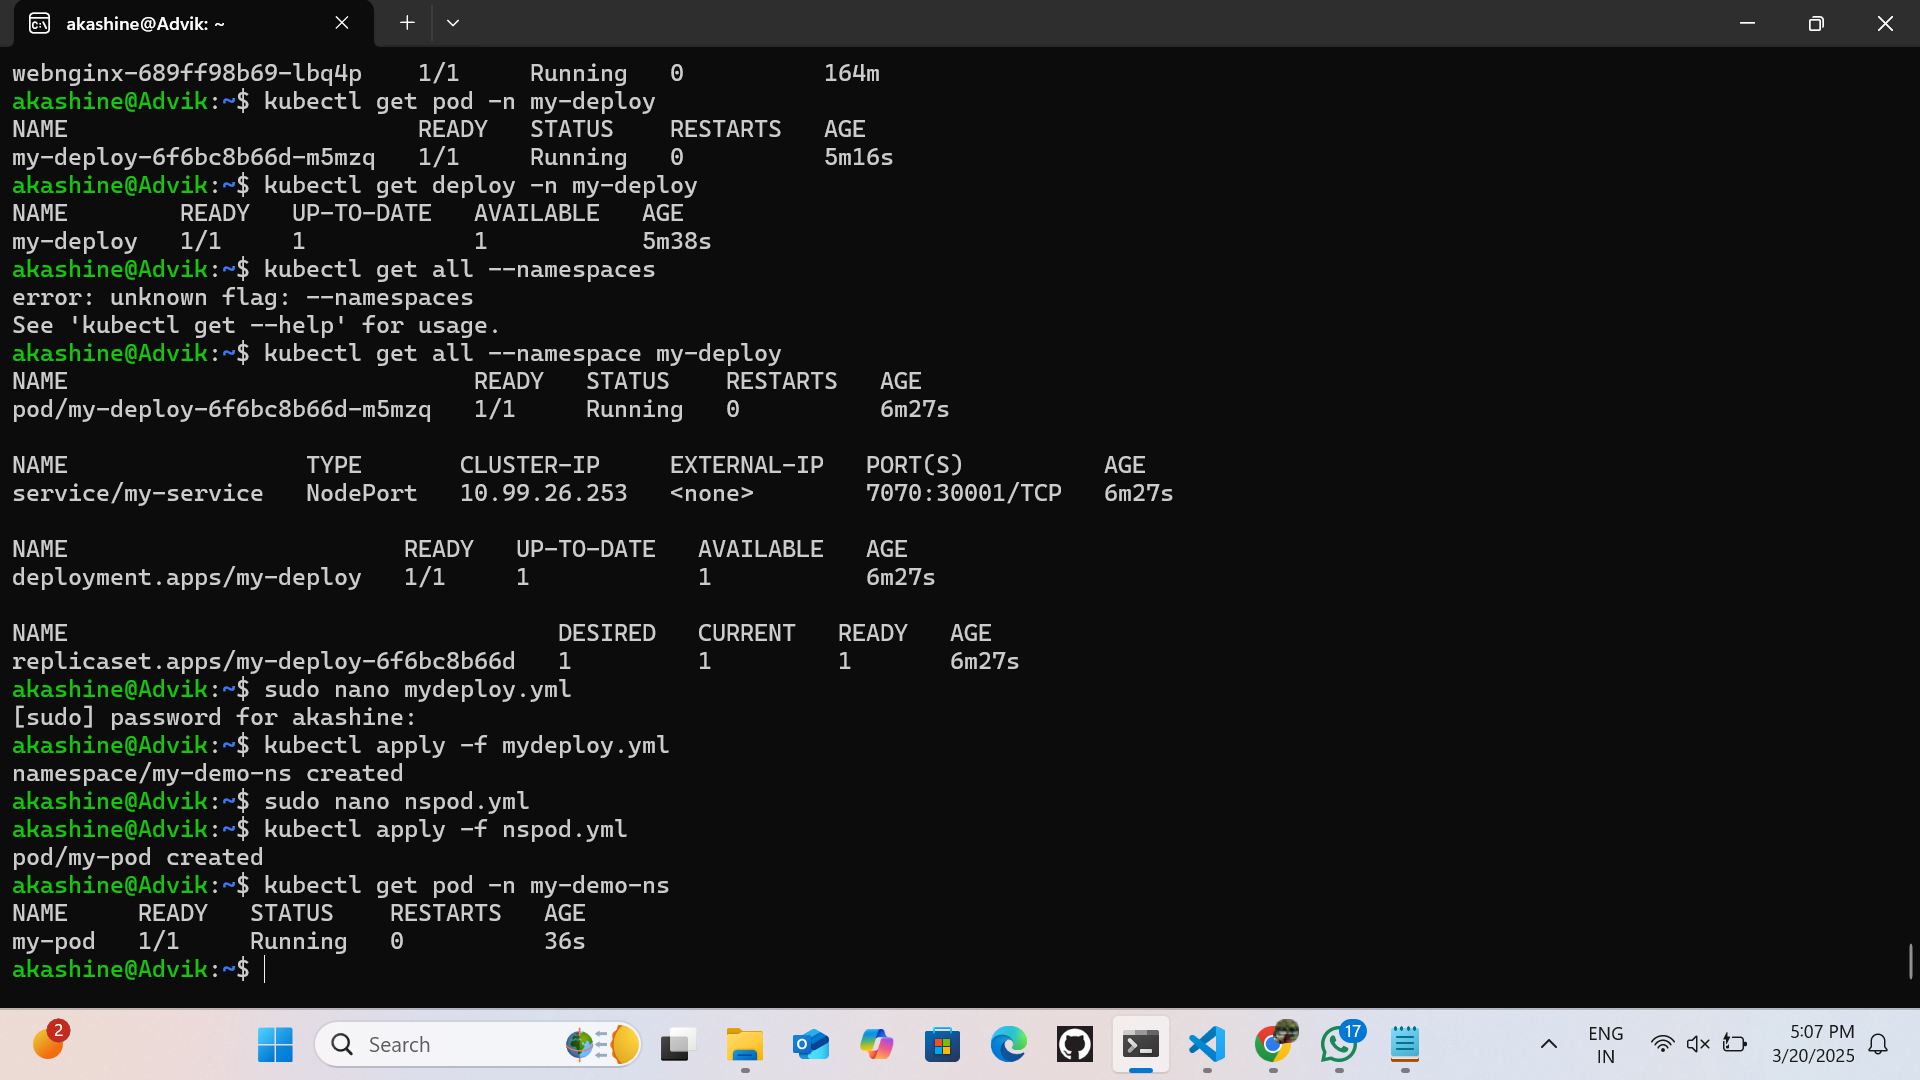 akashine@Advik: ~
webnginx-689ff98b69-lbq4p    1/1     Running   0          164m
akashine@Advik:~$ kubectl get pod -n my-deploy
NAME                         READY   STATUS    RESTARTS   AGE
my-deploy-6f6bc8b66d-m5mzq   1/1     Running   0          5m16s
akashine@Advik:~$ kubectl get deploy -n my-deploy
NAME        READY   UP-TO-DATE   AVAILABLE   AGE
my-deploy   1/1     1            1           5m38s
akashine@Advik:~$ kubectl get all --namespaces
error: unknown flag: --namespaces
See 'kubectl get --help' for usage.
akashine@Advik:~$ kubectl get all --namespace my-deploy
NAME                             READY   STATUS    RESTARTS   AGE
pod/my-deploy-6f6bc8b66d-m5mzq   1/1     Running   0          6m27s
NAME                 TYPE       CLUSTER-IP     EXTERNAL-IP   PORT(S)          AGE
service/my-service   NodePort   10.99.26.253   <none>        7070:30001/TCP   6m27s
NAME                        READY   UP-TO-DATE   AVAILABLE   AGE
deployment.apps/my-deploy   1/1     1            1           6m27s
NAME                                   DESIRED   CURRENT   READY   AGE
replicaset.apps/my-deploy-6f6bc8b66d   1         1         1       6m27s
akashine@Advik:~$ sudo nano mydeploy.yml
[sudo] password for akashine:
akashine@Advik:~$ kubectl apply -f mydeploy.yml
namespace/my-demo-ns created
akashine@Advik:~$ sudo nano nspod.yml
akashine@Advik:~$ kubectl apply -f nspod.yml
pod/my-pod created
akashine@Advik:~$ kubectl get pod -n my-demo-ns
NAME     READY   STATUS    RESTARTS   AGE
my-pod   1/1     Running   0          36s
akashine@Advik:~$
2
Search
17
ENG
IN
5:07 PM
3/20/2025